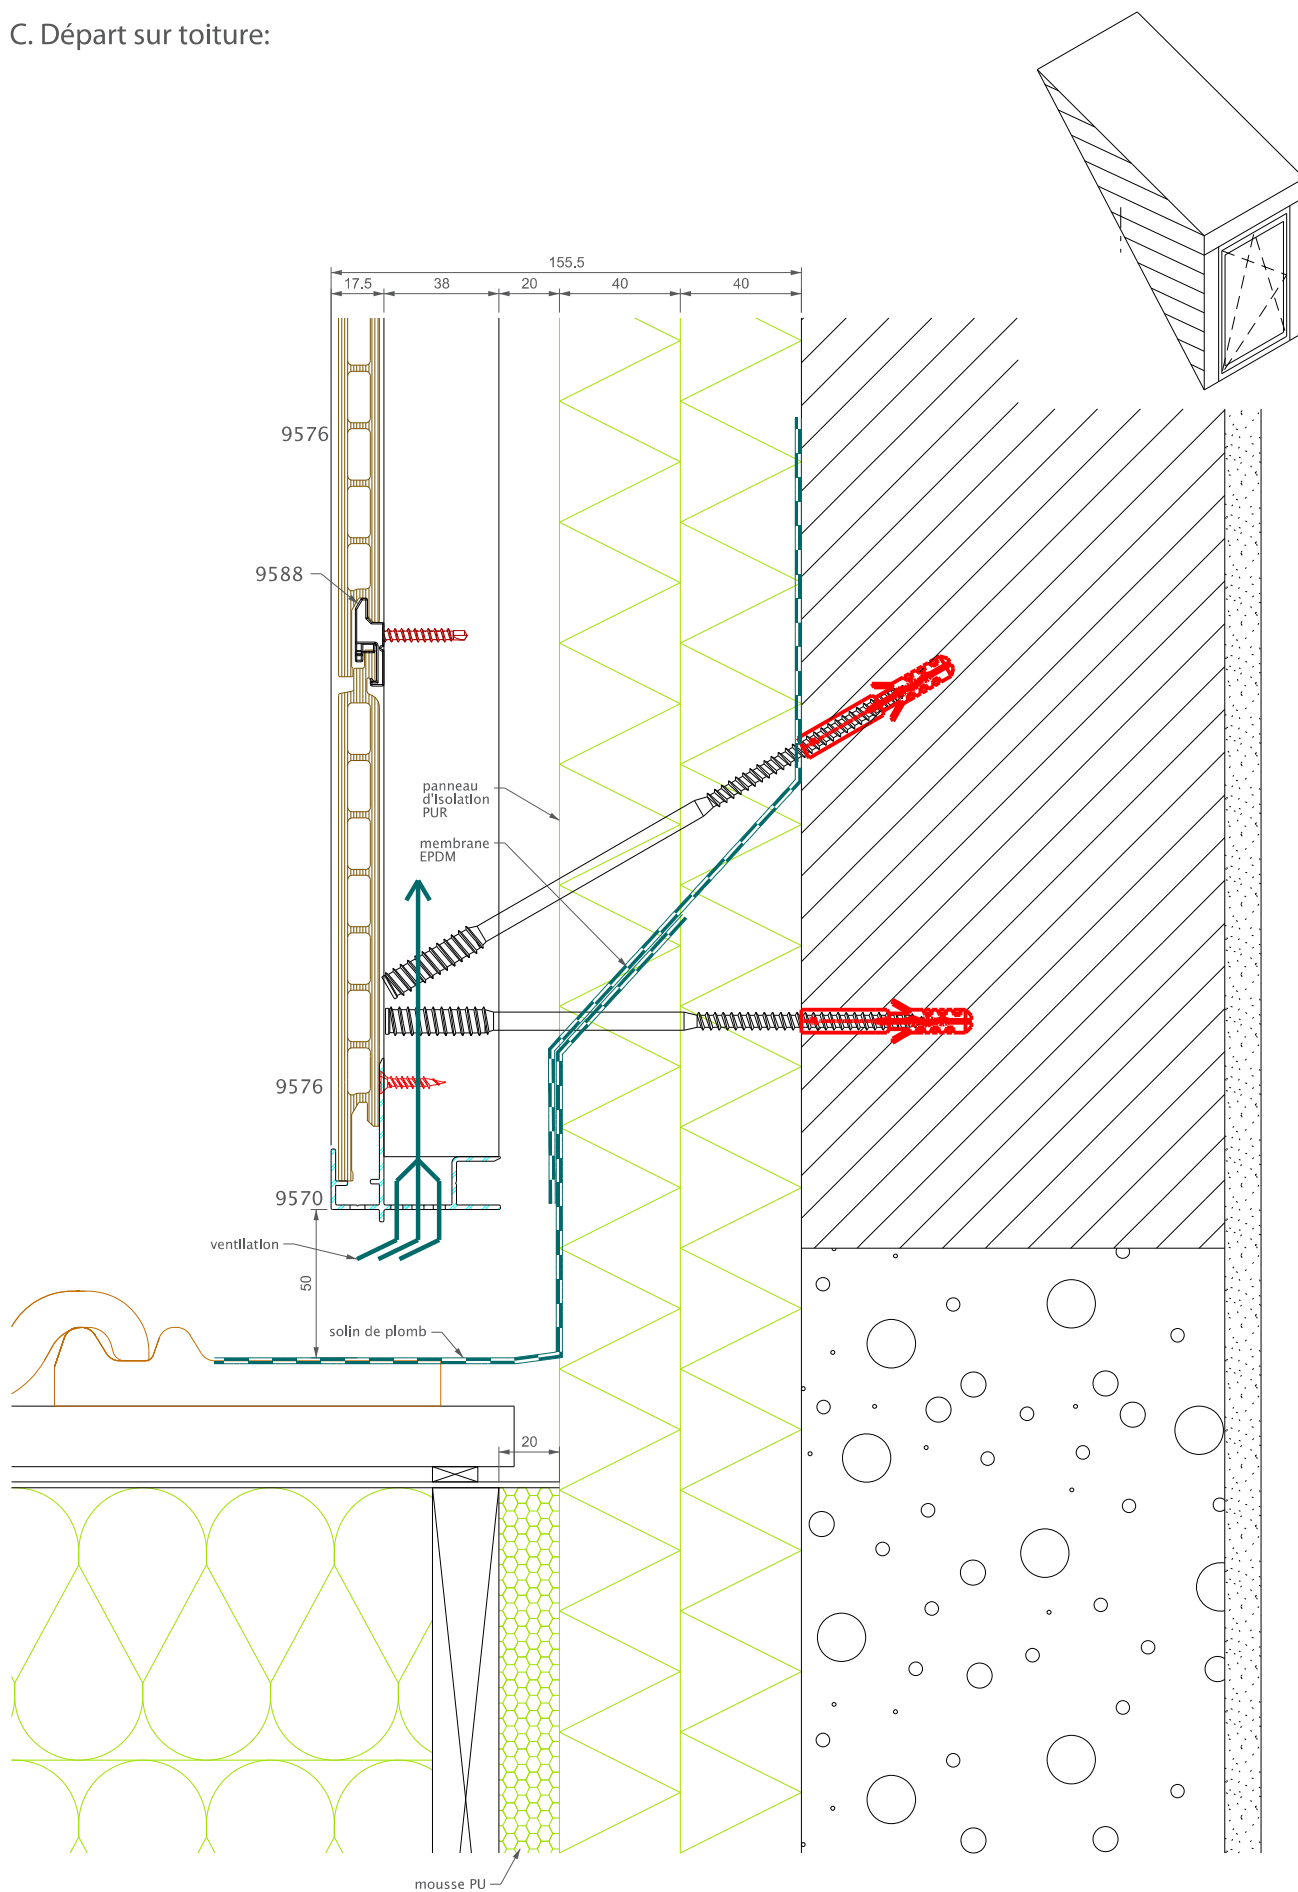 C. Départ sur toiture:
155.5
17.5
38
20
40
40
9576
9588
panneau
d'isolation
PUR
membrane
EPDM
9576
9570
ventilation
50
solin de plomb
20
mousse PU